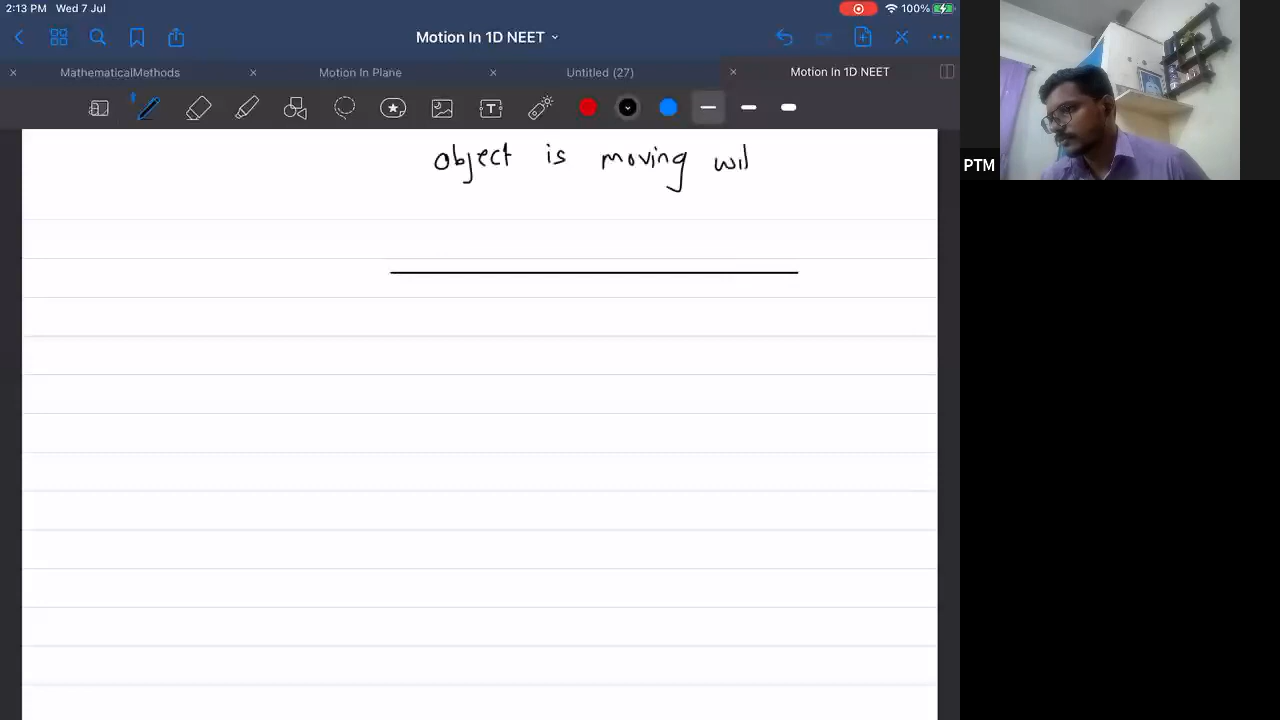 2:13 PM Wed 7 Jul 100%
Motion In 1D NEET
MathematicalMethods Motion In Plane Untitled (27) Motion In 1D NEET
object is moving wil
PTM